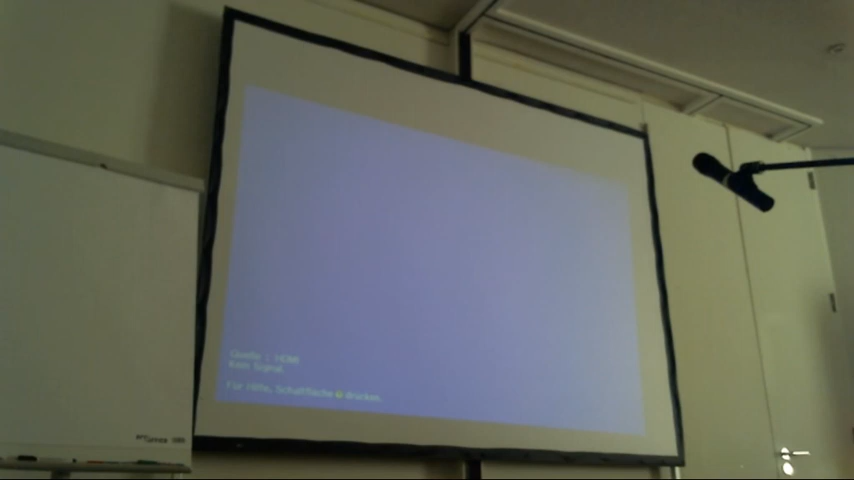 Quelle : HDMI
Kein Signal.
Für Hilfe, Schaltfläche ? drücken.